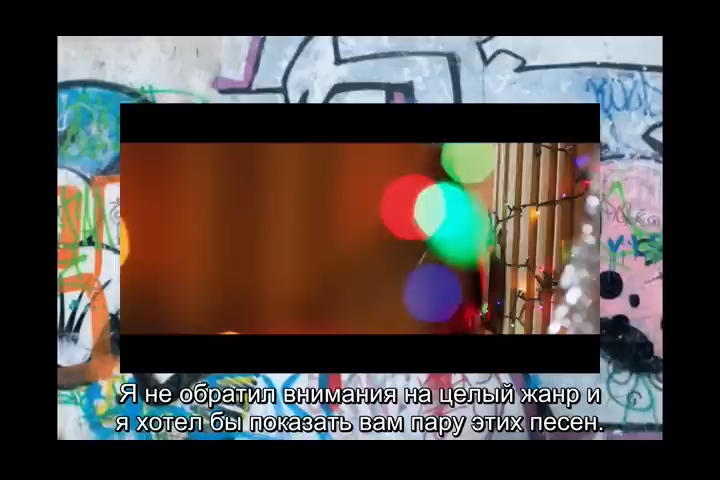 Я не обратил внимания на целый жанр и
я хотел бы показать вам пару этих песен.